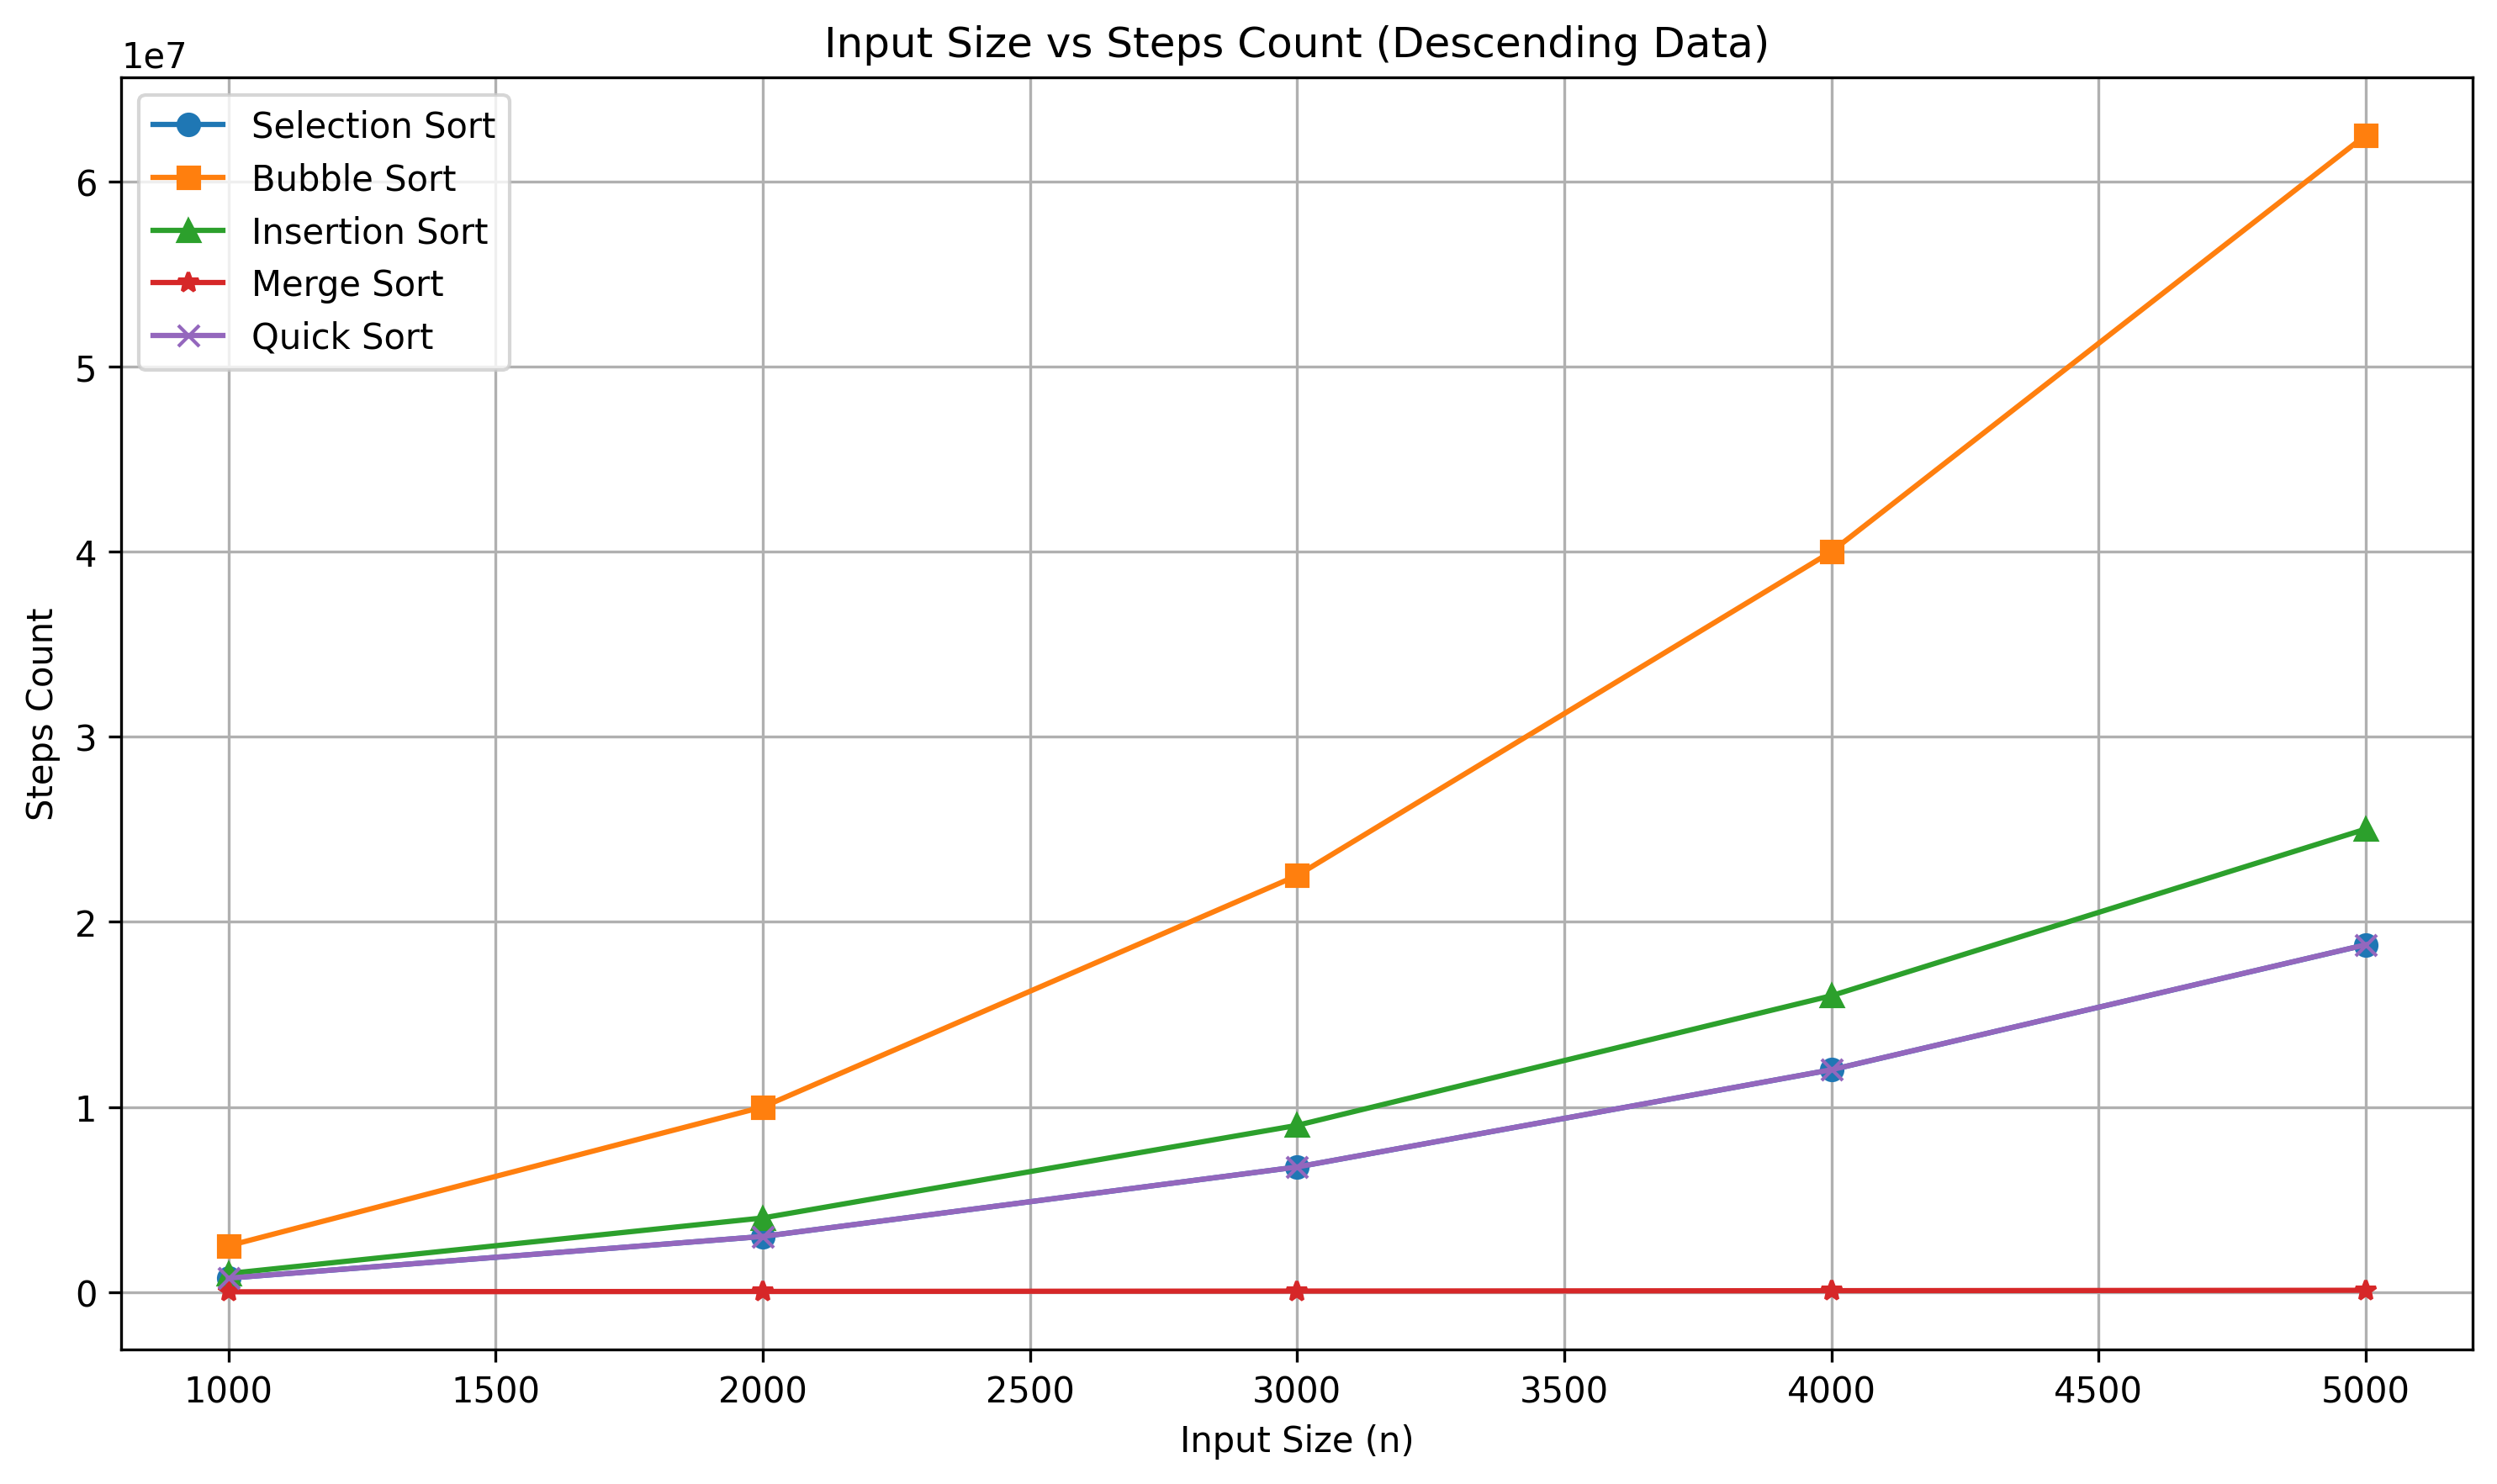 Input Size vs Steps Count (Descending Data)
1e7
Selection Sort
Bubble Sort
Insertion Sort
Merge Sort
Quick Sort
6
5
4
3
2
1
0
Steps Count
1000 1500 2000 2500 3000 3500 4000 4500 5000
Input Size (n)